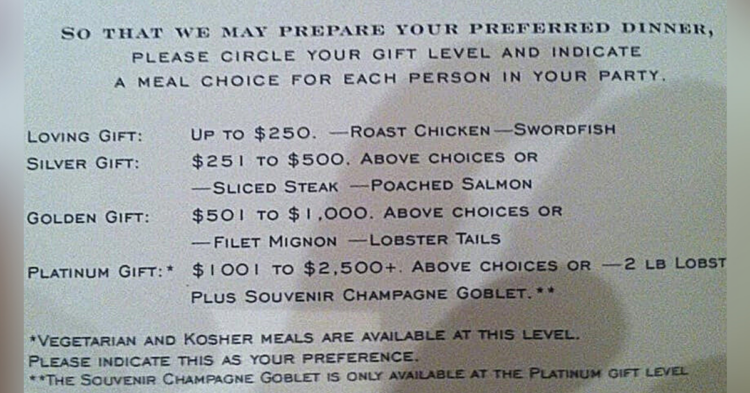 SO THAT WE MAY PREPARE YOUR PREFERRED DINNER,
PLEASE CIRCLE YOUR GIFT LEVEL AND INDICATE
A MEAL CHOICE FOR EACH PERSON IN YOUR PARTY.
LOVING GIFT: UP TO $250. —ROAST CHICKEN —SWORDFISH
SILVER GIFT: $251 TO $500. ABOVE CHOICES OR
—SLICED STEAK —POACHED SALMON
GOLDEN GIFT: $501 TO $1,000. ABOVE CHOICES OR
—FILET MIGNON —LOBSTER TAILS
PLATINUM GIFT:* $1001 TO $2,500+. ABOVE CHOICES OR —2 LB LOBST
PLUS SOUVENIR CHAMPAGNE GOBLET.**
*VEGETARIAN AND KOSHER MEALS ARE AVAILABLE AT THIS LEVEL.
PLEASE INDICATE THIS AS YOUR PREFERENCE.
**THE SOUVENIR CHAMPAGNE GOBLET IS ONLY AVAILABLE AT THE PLATINUM GIFT LEVEL